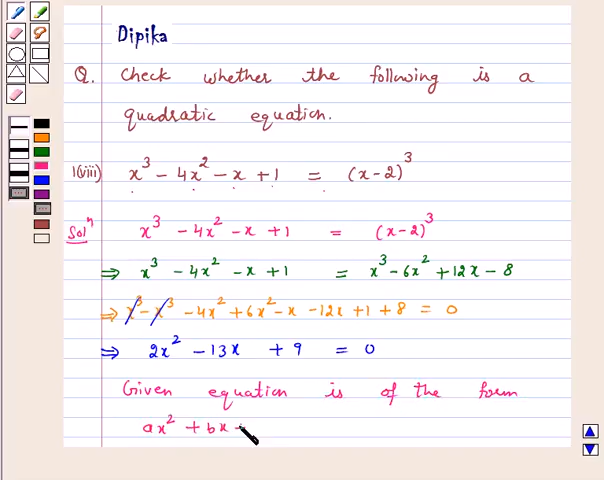 Dipika
Q. Check whether the following is a
quadratic equation.
1(viii) x³ - 4x² - x + 1 = (x-2)³
Solⁿ x³ - 4x² - x + 1 = (x-2)³
⇒ x³ - 4x² - x + 1 = x³ - 6x² + 12x - 8
⇒ x³ - x³ - 4x² + 6x² - x - 12x + 1 + 8 = 0
⇒ 2x² - 13x + 9 = 0
Given equation is of the form
ax² + bx -